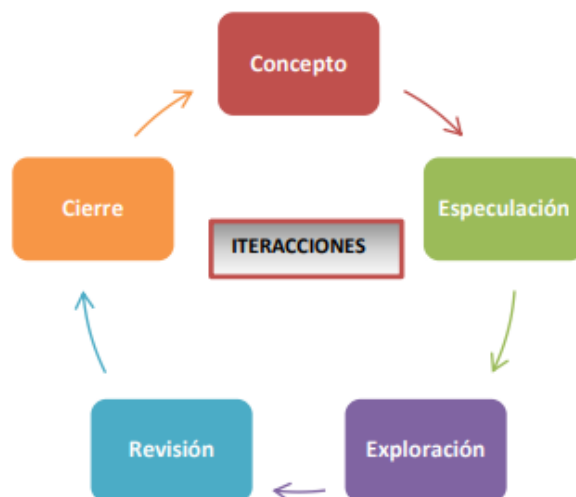 Concepto
Especulación
Exploración
Revisión
Cierre
ITERACCIONES